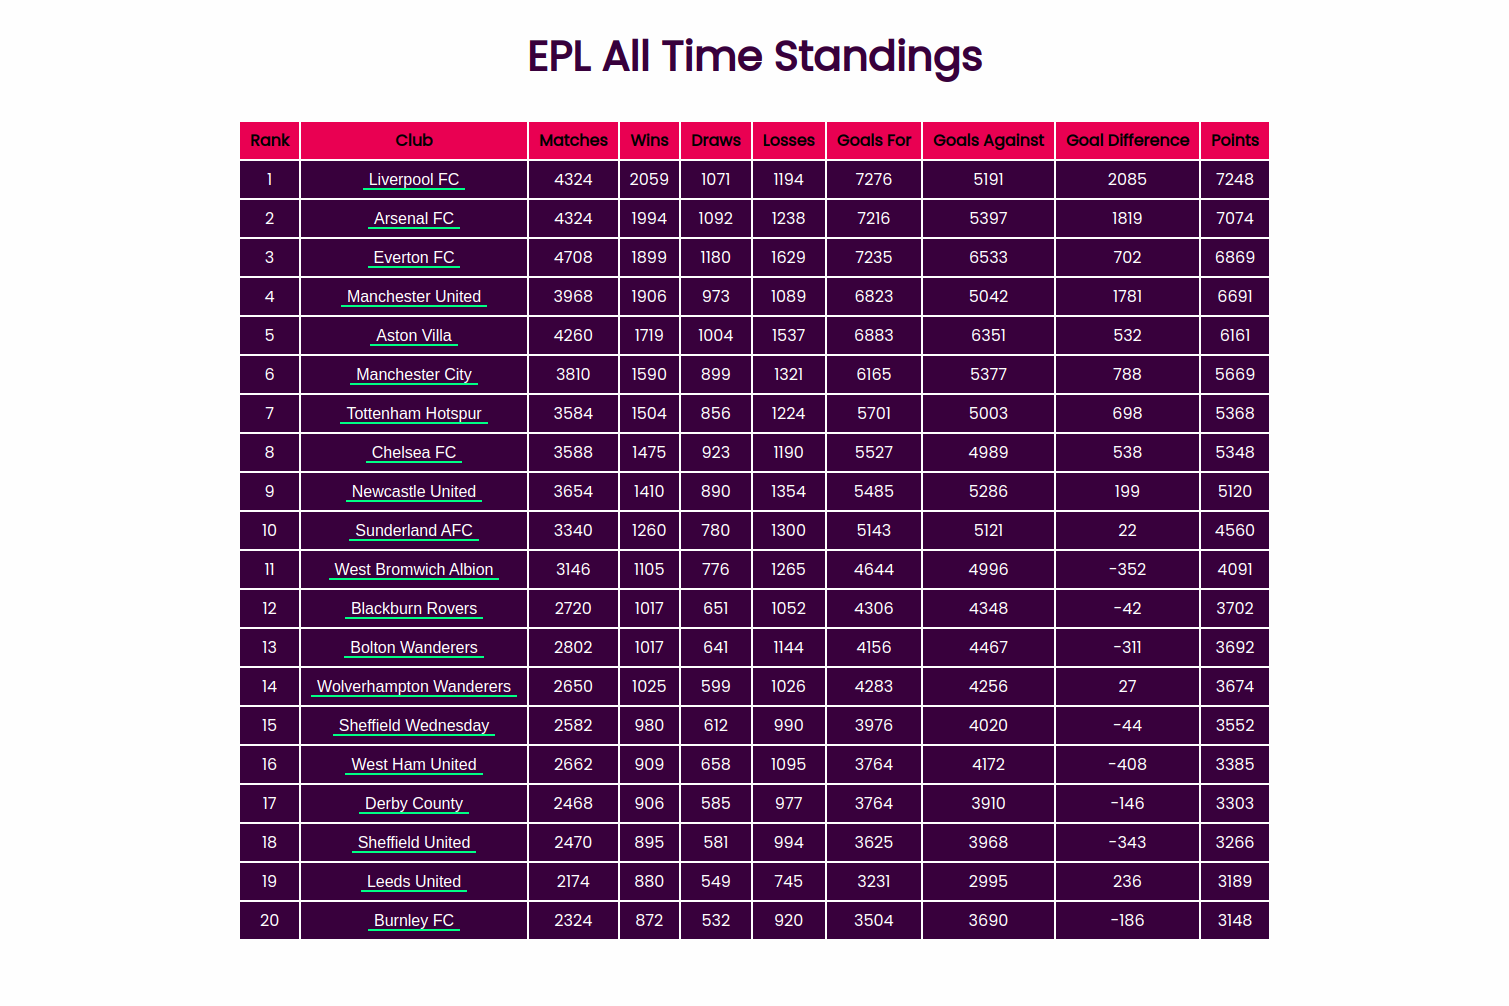 EPL All Time Standings
Rank Club Matches Wins Draws Losses Goals For Goals Against Goal Difference Points
1 Liverpool FC 4324 2059 1071 1194 7276 5191 2085 7248
2 Arsenal FC 4324 1994 1092 1238 7216 5397 1819 7074
3 Everton FC 4708 1899 1180 1629 7235 6533 702 6869
4 Manchester United 3968 1906 973 1089 6823 5042 1781 6691
5 Aston Villa 4260 1719 1004 1537 6883 6351 532 6161
6 Manchester City 3810 1590 899 1321 6165 5377 788 5669
7 Tottenham Hotspur 3584 1504 856 1224 5701 5003 698 5368
8 Chelsea FC 3588 1475 923 1190 5527 4989 538 5348
9 Newcastle United 3654 1410 890 1354 5485 5286 199 5120
10 Sunderland AFC 3340 1260 780 1300 5143 5121 22 4560
11 West Bromwich Albion 3146 1105 776 1265 4644 4996 -352 4091
12 Blackburn Rovers 2720 1017 651 1052 4306 4348 -42 3702
13 Bolton Wanderers 2802 1017 641 1144 4156 4467 -311 3692
14 Wolverhampton Wanderers 2650 1025 599 1026 4283 4256 27 3674
15 Sheffield Wednesday 2582 980 612 990 3976 4020 -44 3552
16 West Ham United 2662 909 658 1095 3764 4172 -408 3385
17 Derby County 2468 906 585 977 3764 3910 -146 3303
18 Sheffield United 2470 895 581 994 3625 3968 -343 3266
19 Leeds United 2174 880 549 745 3231 2995 236 3189
20 Burnley FC 2324 872 532 920 3504 3690 -186 3148